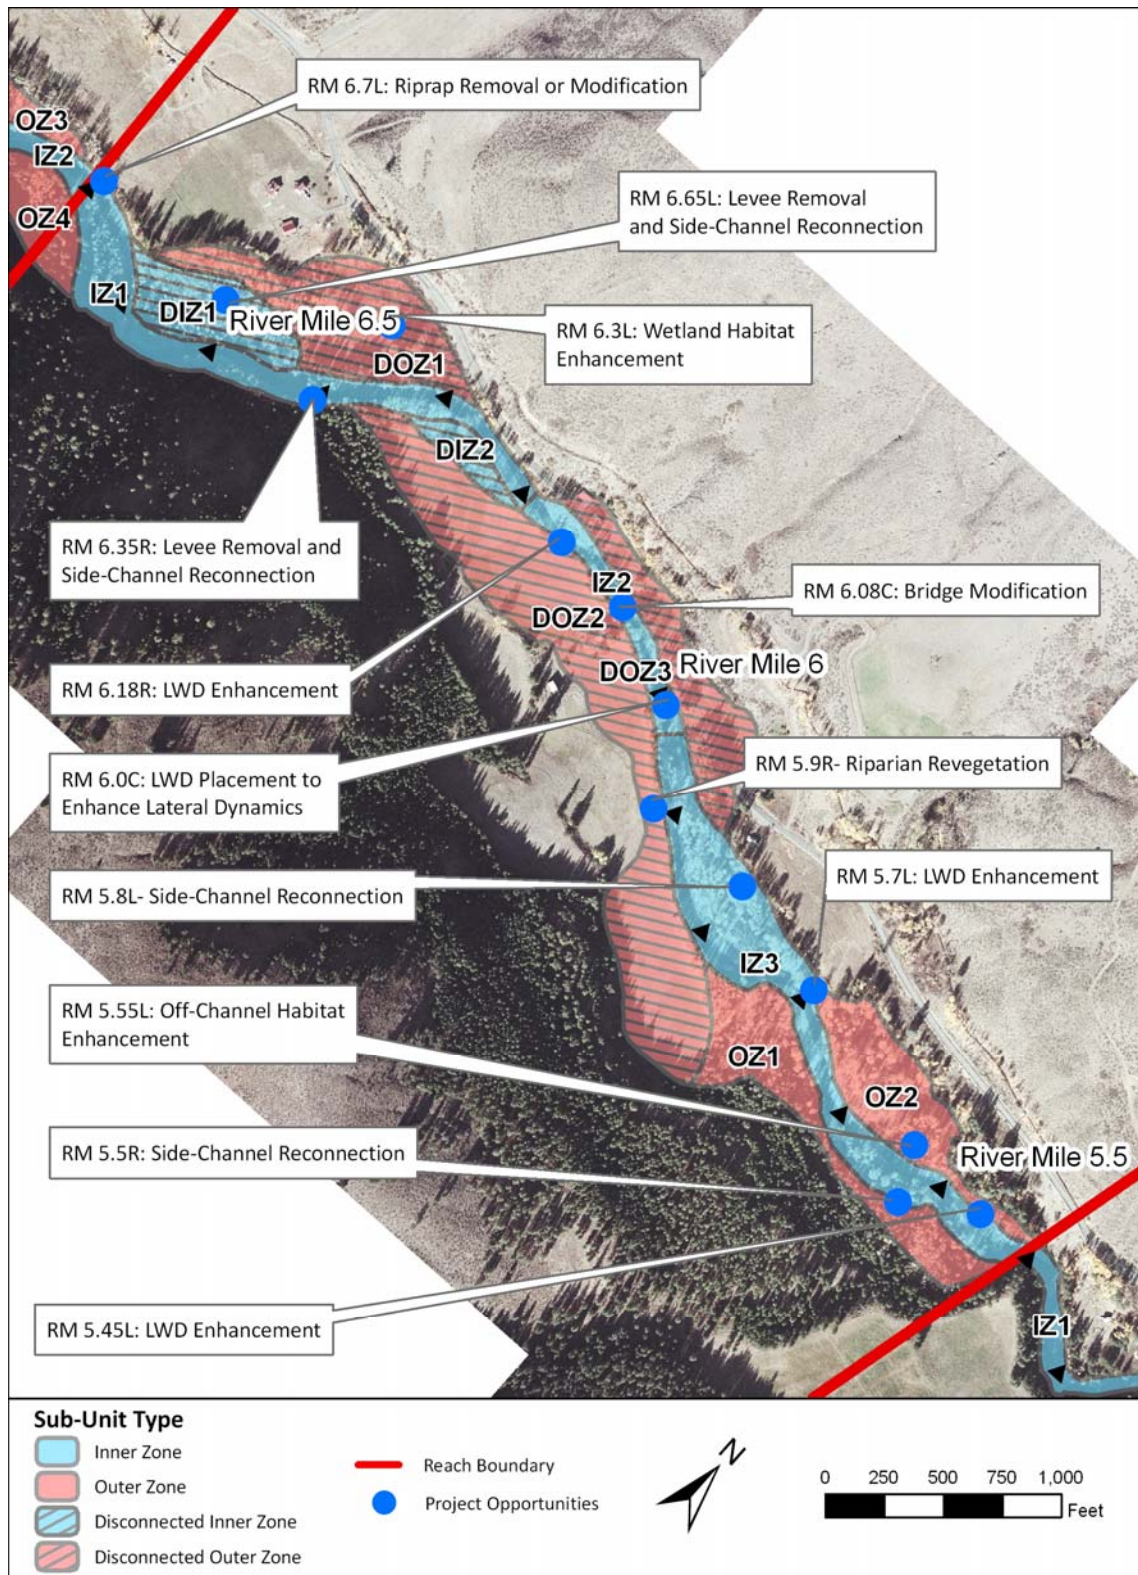 RM 6.7L: Riprap Removal or Modification
OZ3
IZ2
OZ4
RM 6.65L: Levee Removal
and Side-Channel Reconnection
IZ1
DIZ1
River Mile 6.5
RM 6.3L: Wetland Habitat
Enhancement
DOZ1
DIZ2
RM 6.35R: Levee Removal and
Side-Channel Reconnection
IZ2
RM 6.08C: Bridge Modification
DOZ2
RM 6.18R: LWD Enhancement
DOZ3
River Mile 6
RM 6.0C: LWD Placement to
Enhance Lateral Dynamics
RM 5.9R- Riparian Revegetation
RM 5.8L- Side-Channel Reconnection
RM 5.7L: LWD Enhancement
IZ3
RM 5.55L: Off-Channel Habitat
Enhancement
OZ1
OZ2
RM 5.5R: Side-Channel Reconnection
River Mile 5.5
RM 5.45L: LWD Enhancement
IZ1
Sub-Unit Type
Inner Zone
Outer Zone
Disconnected Inner Zone
Disconnected Outer Zone
Reach Boundary
Project Opportunities
N
0 250 500 750 1,000
Feet